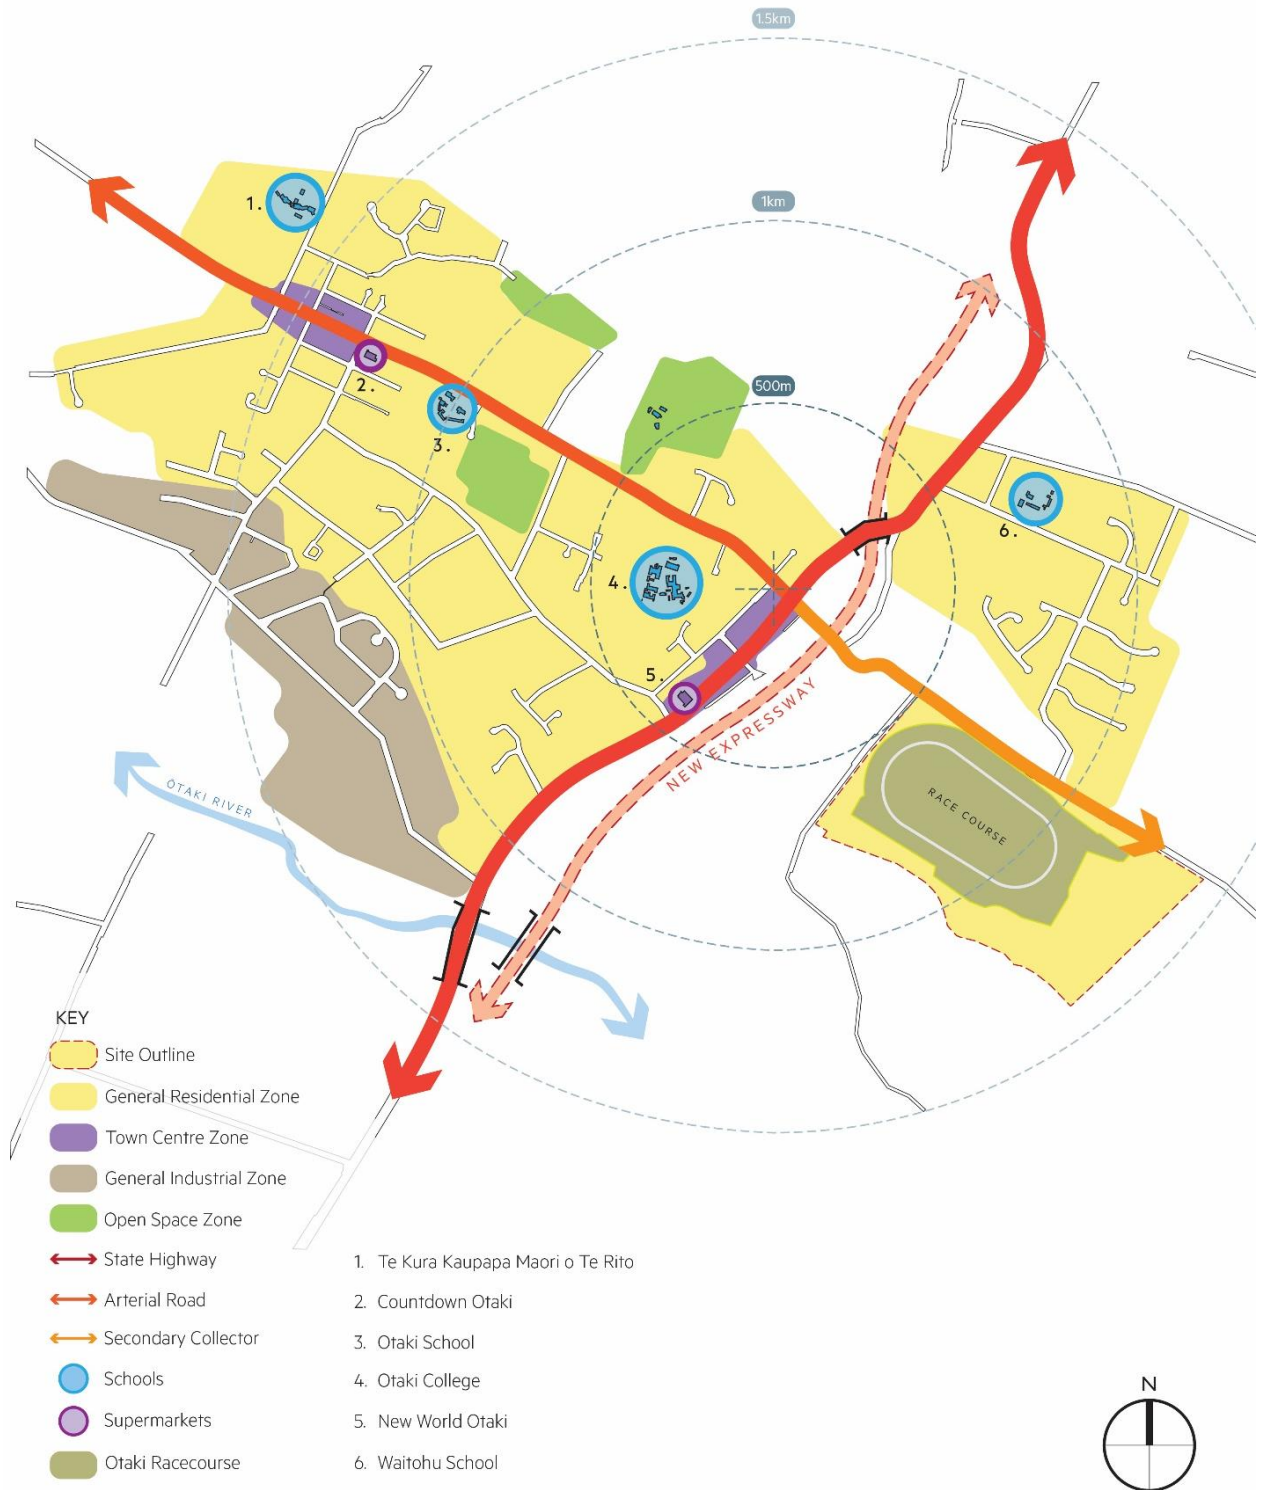 1.5km
1km
500m
1.
2.
3.
4.
5.
6.
NEW EXPRESSWAY
RACE COURSE
ŌTAKI RIVER
KEY
Site Outline
General Residential Zone
Town Centre Zone
General Industrial Zone
Open Space Zone
State Highway
Arterial Road
Secondary Collector
Schools
Supermarkets
Otaki Racecourse
1. Te Kura Kaupapa Maori o Te Rito
2. Countdown Otaki
3. Otaki School
4. Otaki College
5. New World Otaki
6. Waitohu School
N